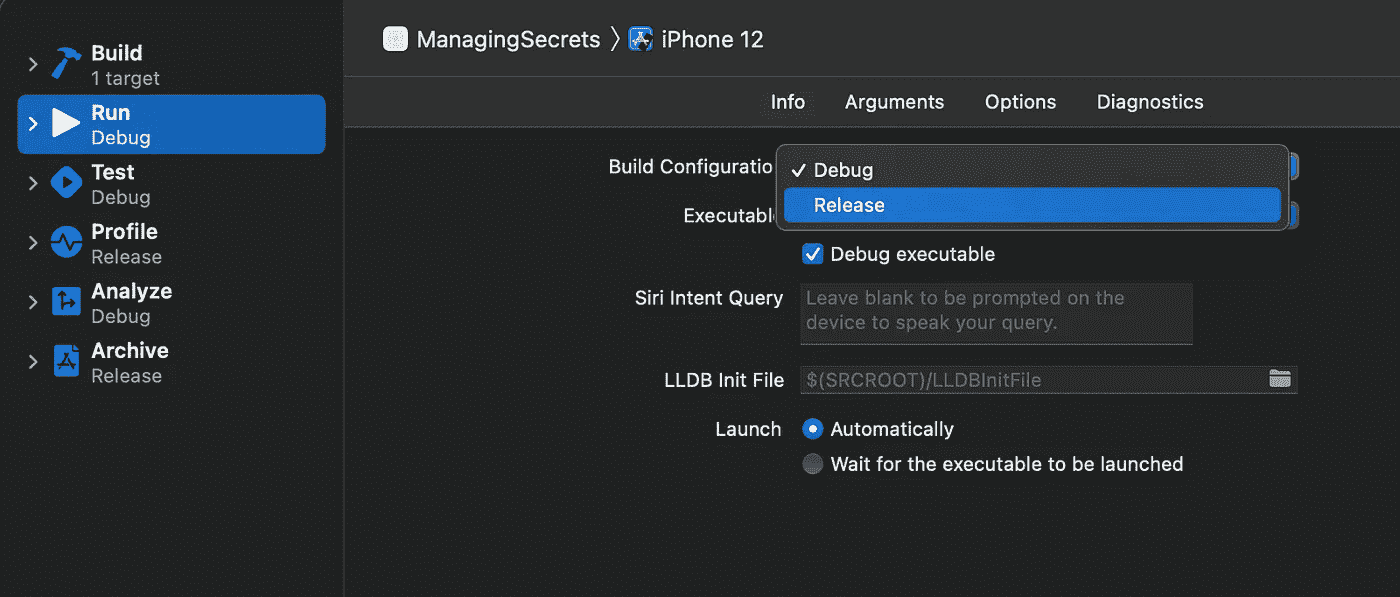 Build
1 target
Run
Debug
Test
Debug
Profile
Release
Analyze
Debug
Archive
Release
ManagingSecrets iPhone 12
Info Arguments Options Diagnostics
Build Configuratio
Debug
Release
Executabl
Debug executable
Siri Intent Query
Leave blank to be prompted on the
device to speak your query.
LLDB Init File $(SRCROOT)/LLDBInitFile
Launch Automatically
Wait for the executable to be launched